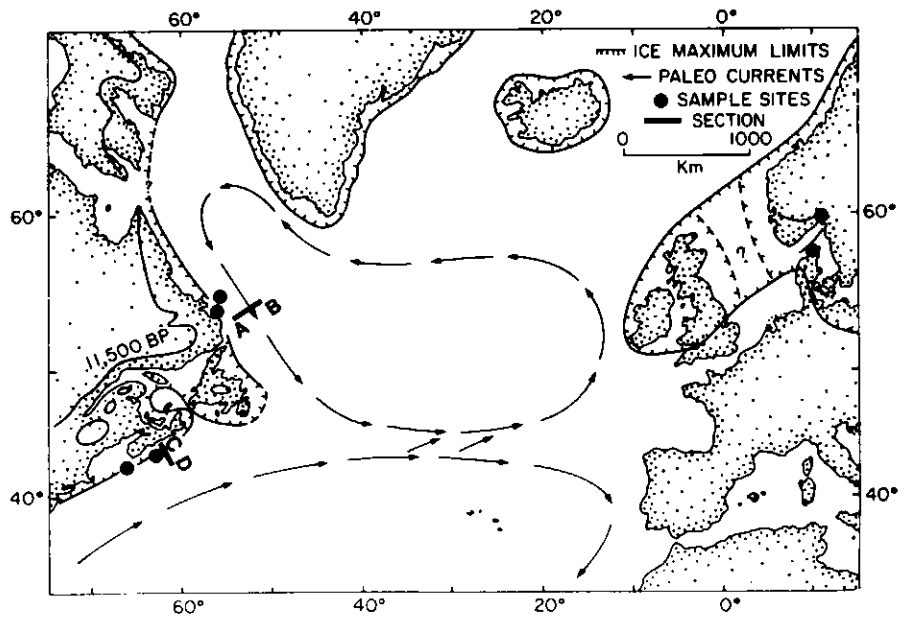 60° 40° 20° 0°
ICE MAXIMUM LIMITS
PALEO CURRENTS
SAMPLE SITES
SECTION
0 1000
Km
60° 60°
?
?
A B
11,500 BP
C D
40° 40°
60° 40° 20° 0°